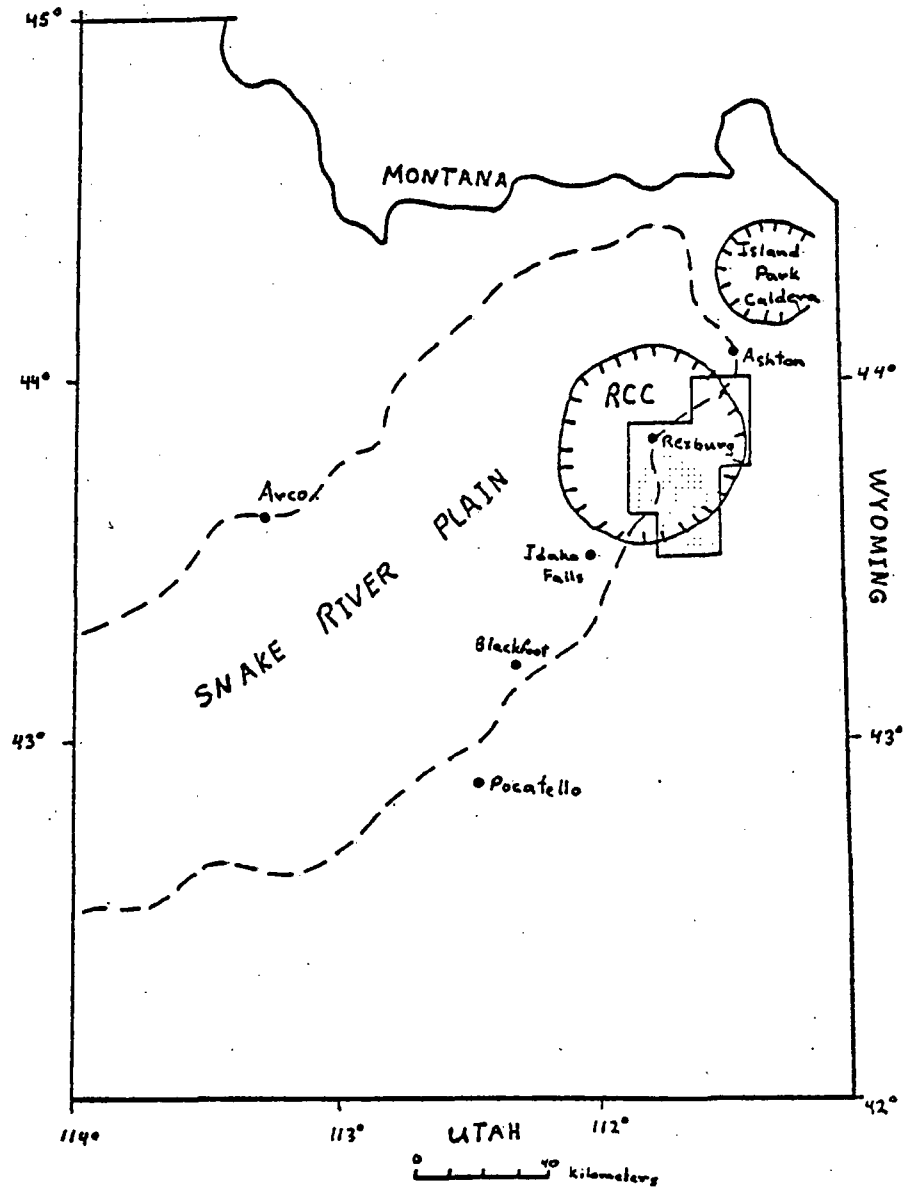 45°
MONTANA
Island
Park
Caldera
Ashton
44°
44°
RCC
Rexburg
Arco
SNAKE RIVER PLAIN
WYOMING
Idaho
Falls
Blackfoot
43°
43°
Pocatello
42°
114°
113°
UTAH
112°
0
40 kilometers